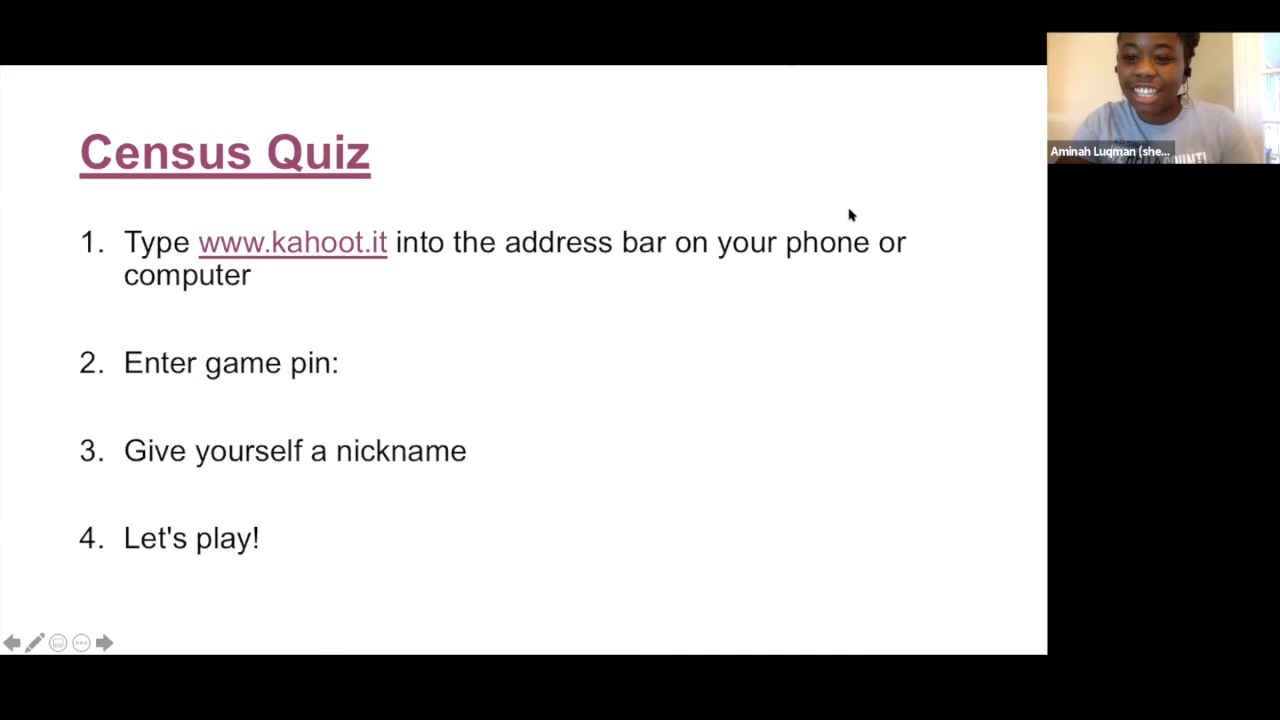 Census Quiz
1. Type www.kahoot.it into the address bar on your phone or
computer
2. Enter game pin:
3. Give yourself a nickname
4. Let's play!
Aminah Luqman (she...